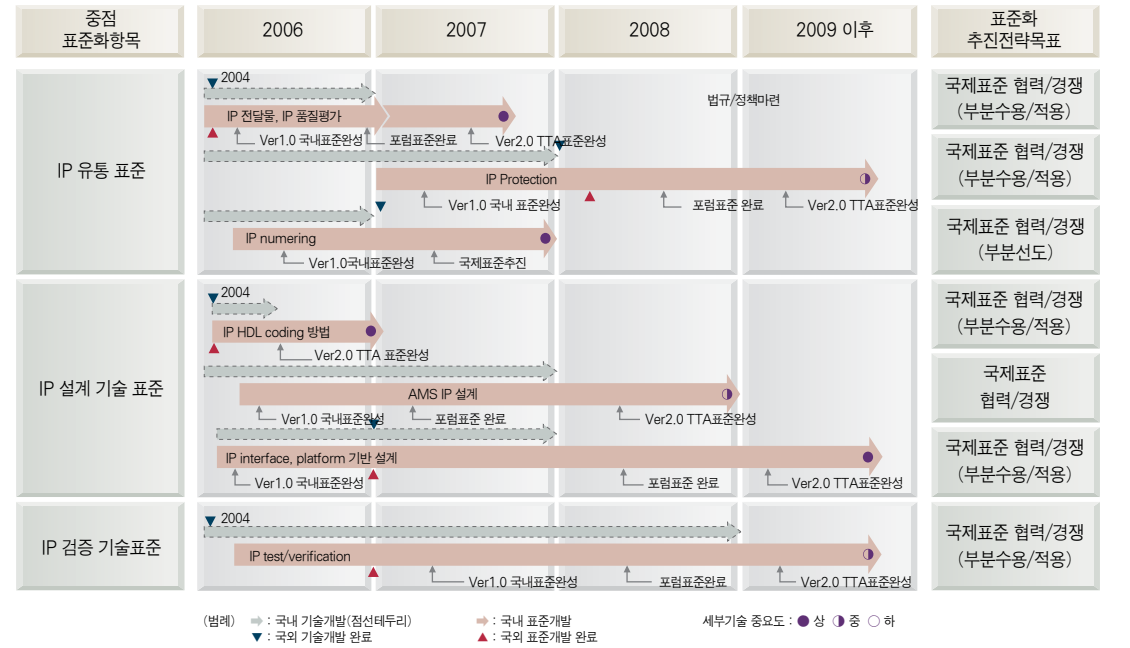 중점
표준화항목
2006
2007
2008
2009 이후
표준화
추진전략목표
IP 유통 표준
2004
법규/정책마련
IP 전달물, IP 품질평가
Ver1.0 국내표준완성
포럼표준완료
Ver2.0 TTA표준완성
IP Protection
Ver1.0 국내 표준완성
포럼표준 완료
Ver2.0 TTA표준완성
IP numering
Ver1.0국내표준완성
국제표준추진
국제표준 협력/경쟁
(부분수용/적용)
국제표준 협력/경쟁
(부분수용/적용)
국제표준 협력/경쟁
(부분선도)
IP 설계 기술 표준
2004
IP HDL coding 방법
Ver2.0 TTA 표준완성
AMS IP 설계
Ver1.0 국내표준완성
포럼표준 완료
Ver2.0 TTA표준완성
IP interface, platform 기반 설계
Ver1.0 국내표준완성
포럼표준 완료
Ver2.0 TTA표준완성
국제표준 협력/경쟁
(부분수용/적용)
국제표준
협력/경쟁
국제표준 협력/경쟁
(부분수용/적용)
IP 검증 기술표준
2004
IP test/verification
Ver1.0 국내표준완성
포럼표준완료
Ver2.0 TTA표준완성
국제표준 협력/경쟁
(부분수용/적용)
(범례) : 국내 기술개발(점선테두리) : 국내 표준개발 세부기술 중요도 : 상 중 하
: 국외 기술개발 완료 : 국외 표준개발 완료